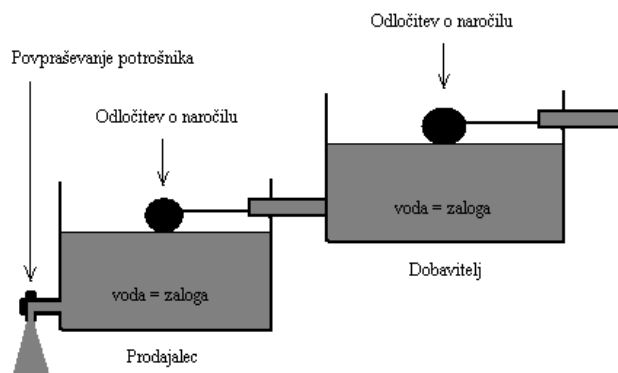 Odločitev o naročilu
Povpraševanje potrošnika
Odločitev o naročilu
voda = zaloga
Dobavitelj
voda = zaloga
Prodajalec